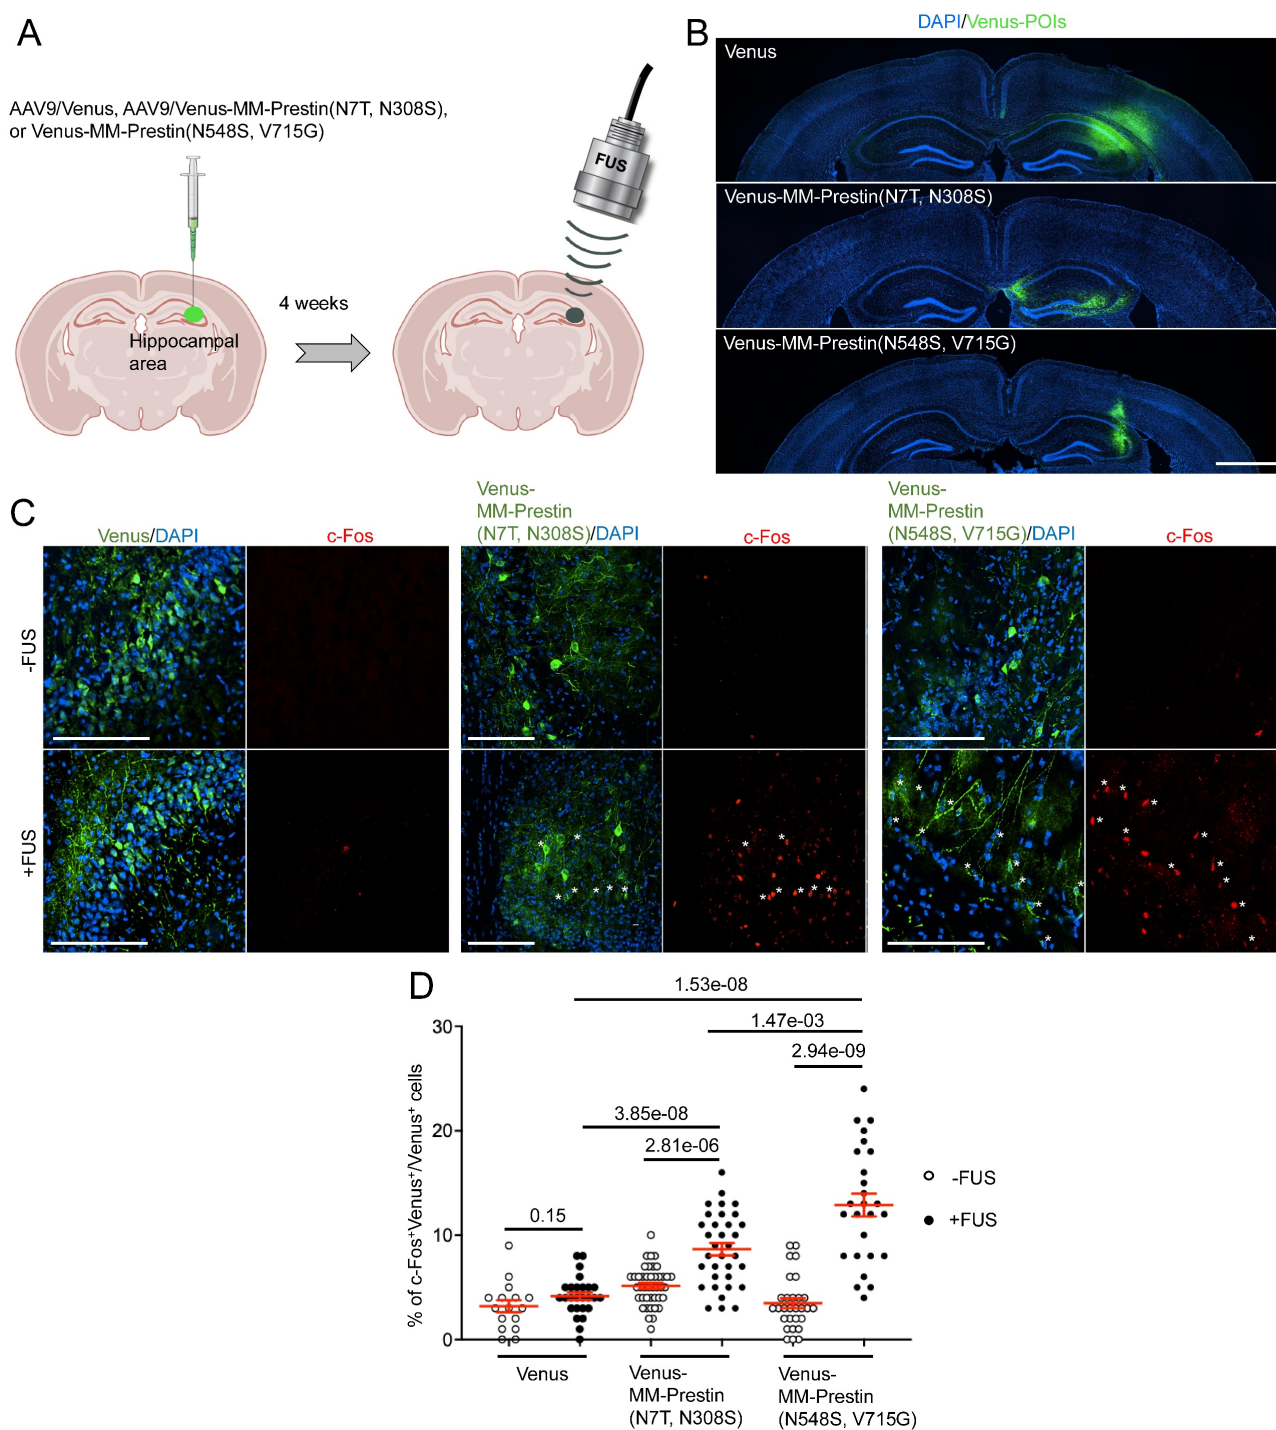 A
AAV9/Venus, AAV9/Venus-MM-Prestin(N7T, N308S),
or Venus-MM-Prestin(N548S, V715G)
FUS
4 weeks
Hippocampal
area
B
DAPI/Venus-POIs
Venus
Venus-MM-Prestin(N7T, N308S)
Venus-MM-Prestin(N548S, V715G)
C
Venus/DAPI
c-Fos
Venus-
MM-Prestin
(N7T, N308S)/DAPI
c-Fos
Venus-
MM-Prestin
(N548S, V715G)/DAPI
c-Fos
-FUS
+FUS
D
1.53e-08
1.47e-03
2.94e-09
3.85e-08
2.81e-06
0.15
% of c-Fos⁺Venus⁺/Venus⁺ cells
30
20
10
0
-FUS
+FUS
Venus
Venus-
MM-Prestin
(N7T, N308S)
Venus-
MM-Prestin
(N548S, V715G)